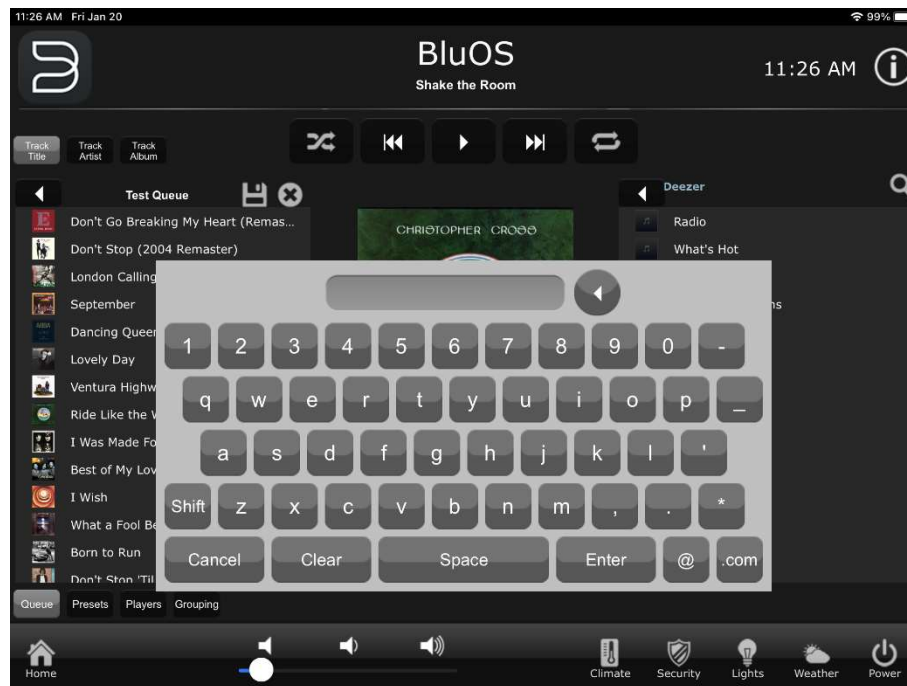 11:26 AM Fri Jan 20 99%
BluOS
Shake the Room
11:26 AM
Track Title
Track Artist
Track Album
Test Queue
Deezer
Don't Go Breaking My Heart (Remas...
Don't Stop (2004 Remaster)
London Calling
September
Dancing Queen
Lovely Day
Ventura Highw
Ride Like the W
I Was Made Fo
Best of My Lov
I Wish
What a Fool Be
Born to Run
Don't Stop 'Til
CHRISTOPHER CROSS
Radio
What's Hot
ns
1 2 3 4 5 6 7 8 9 0 -
q w e r t y u i o p _
a s d f g h j k l '
Shift z x c v b n m , . *
Cancel Clear Space Enter @ .com
Queue Presets Players Grouping
Home Climate Security Lights Weather Power